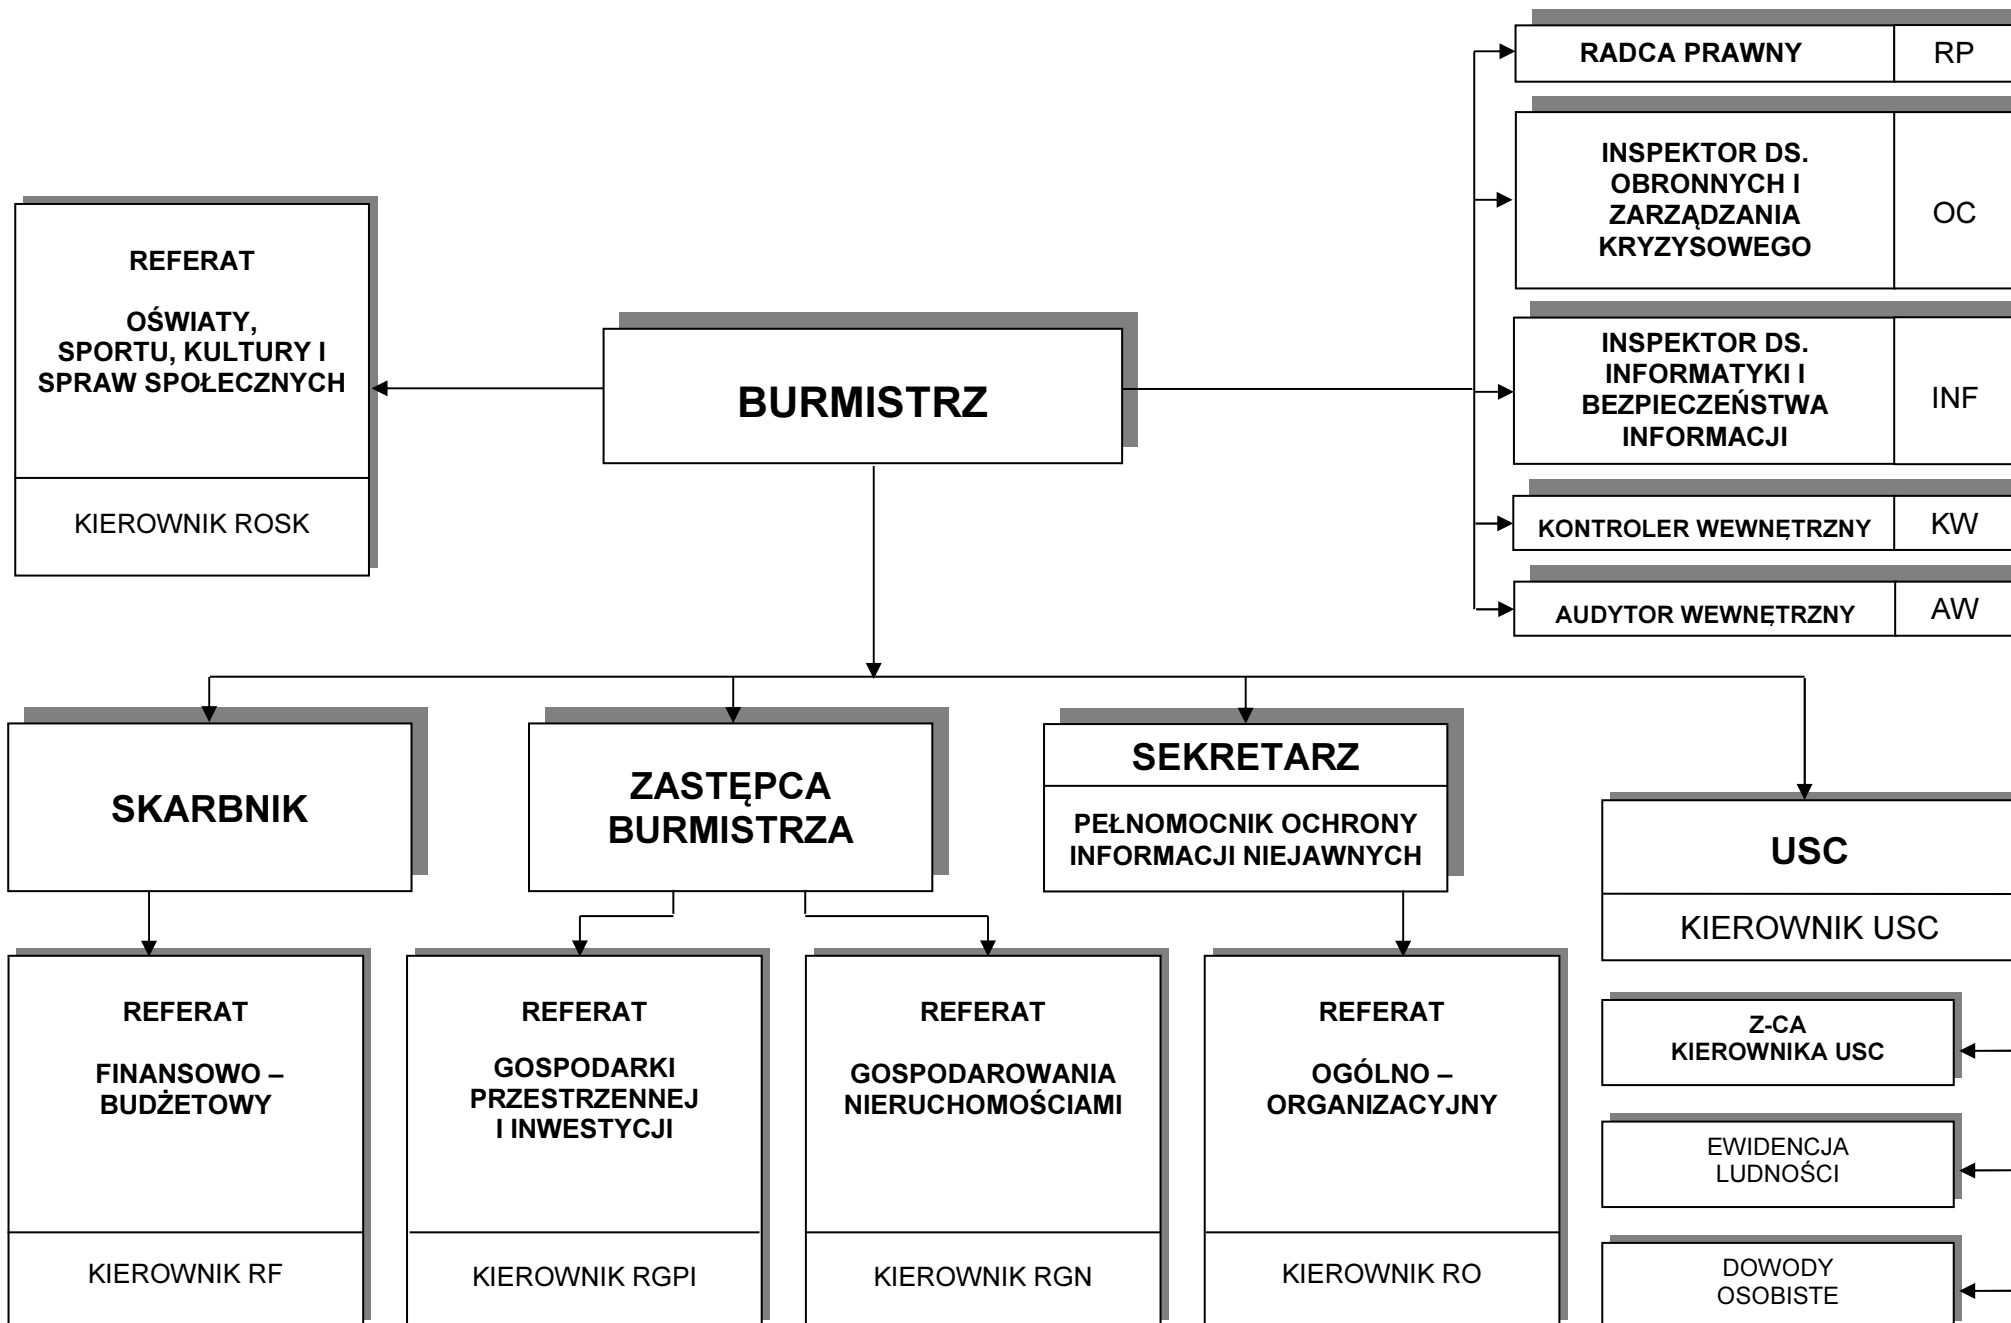 RADCA PRAWNY
RP
INSPEKTOR DS.
OBRONNYCH I
ZARZĄDZANIA
KRYZYSOWEGO
OC
REFERAT
OŚWIATY,
SPORTU, KULTURY I
SPRAW SPOŁECZNYCH
KIEROWNIK ROSK
BURMISTRZ
INSPEKTOR DS.
INFORMATYKI I
BEZPIECZEŃSTWA
INFORMACJI
INF
KONTROLER WEWNĘTRZNY
KW
AUDYTOR WEWNĘTRZNY
AW
SKARBNIK
ZASTĘPCA
BURMISTRZA
SEKRETARZ
PEŁNOMOCNIK OCHRONY
INFORMACJI NIEJAWNYCH
USC
KIEROWNIK USC
REFERAT
FINANSOWO –
BUDŻETOWY
KIEROWNIK RF
REFERAT
GOSPODARKI
PRZESTRZENNEJ
I INWESTYCJI
KIEROWNIK RGPI
REFERAT
GOSPODAROWANIA
NIERUCHOMOŚCIAMI
KIEROWNIK RGN
REFERAT
OGÓLNO –
ORGANIZACYJNY
KIEROWNIK RO
Z-CA
KIEROWNIKA USC
EWIDENCJA
LUDNOŚCI
DOWODY
OSOBISTE